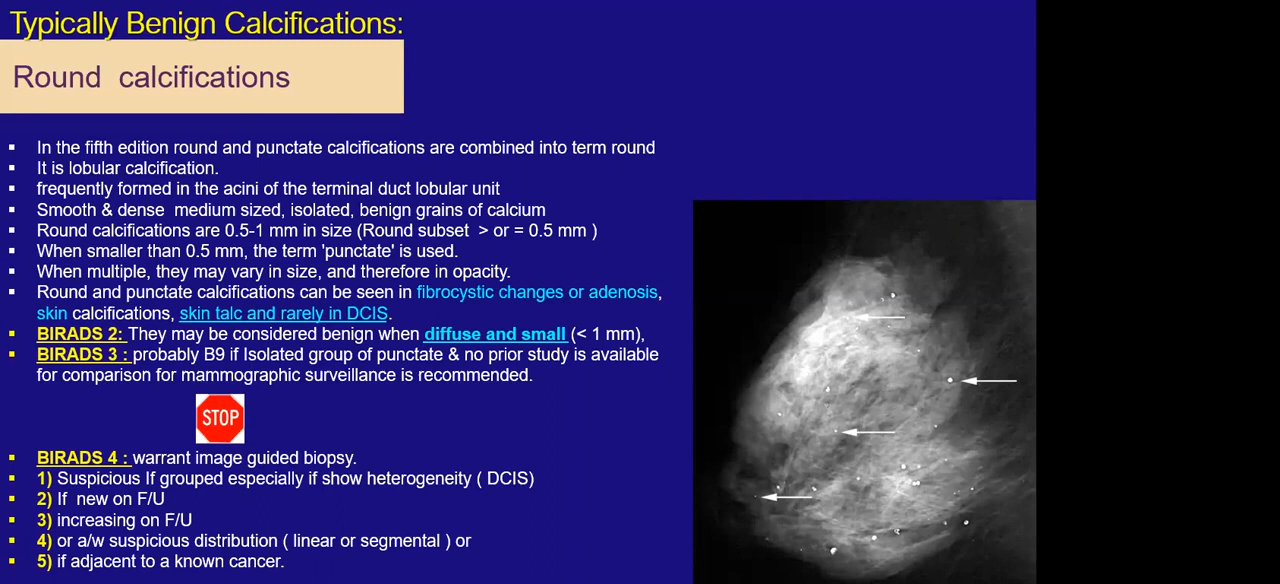 Typically Benign Calcifications:
Round calcifications
In the fifth edition round and punctate calcifications are combined into term round
It is lobular calcification.
frequently formed in the acini of the terminal duct lobular unit
Smooth & dense medium sized, isolated, benign grains of calcium
Round calcifications are 0.5-1 mm in size (Round subset > or = 0.5 mm )
When smaller than 0.5 mm, the term 'punctate' is used.
When multiple, they may vary in size, and therefore in opacity.
Round and punctate calcifications can be seen in fibrocystic changes or adenosis,
skin calcifications, skin talc and rarely in DCIS.
BIRADS 2: They may be considered benign when diffuse and small (< 1 mm),
BIRADS 3 : probably B9 if Isolated group of punctate & no prior study is available
for comparison for mammographic surveillance is recommended.
STOP
BIRADS 4 : warrant image guided biopsy.
1) Suspicious If grouped especially if show heterogeneity ( DCIS)
2) If new on F/U
3) increasing on F/U
4) or a/w suspicious distribution ( linear or segmental ) or
5) if adjacent to a known cancer.